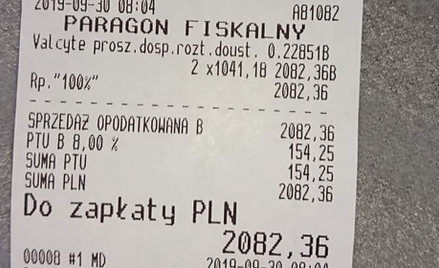 2019-09-30 08:04 A81082
PARAGON FISKALNY
Valcyte prosz.dosp.rozt.doust. 0.22851B
2 x1041,18 2082,36B
Rp."100%" 2082,36
SPRZEDAŻ OPODATKOWANA B 2082,36
PTU B 8,00 % 154,25
SUMA PTU 154,25
SUMA PLN 2082,36
Do zapłaty PLN
2082,36
00008 #1 MD 2019-09-30 08:04